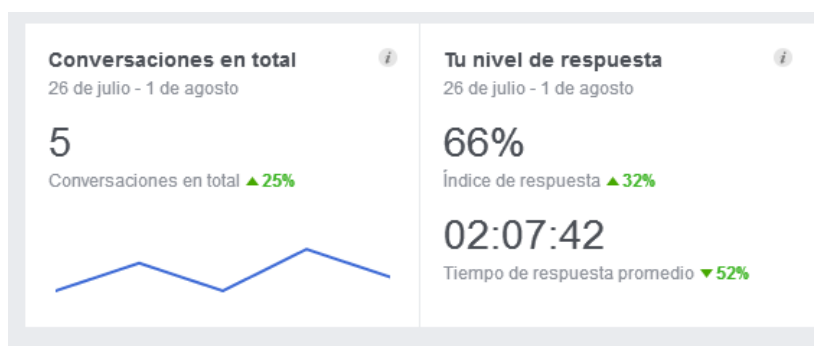 Conversaciones en total
26 de julio - 1 de agosto
5
Conversaciones en total ▲ 25%
Tu nivel de respuesta
26 de julio - 1 de agosto
66%
Índice de respuesta ▲ 32%
02:07:42
Tiempo de respuesta promedio ▼ 52%